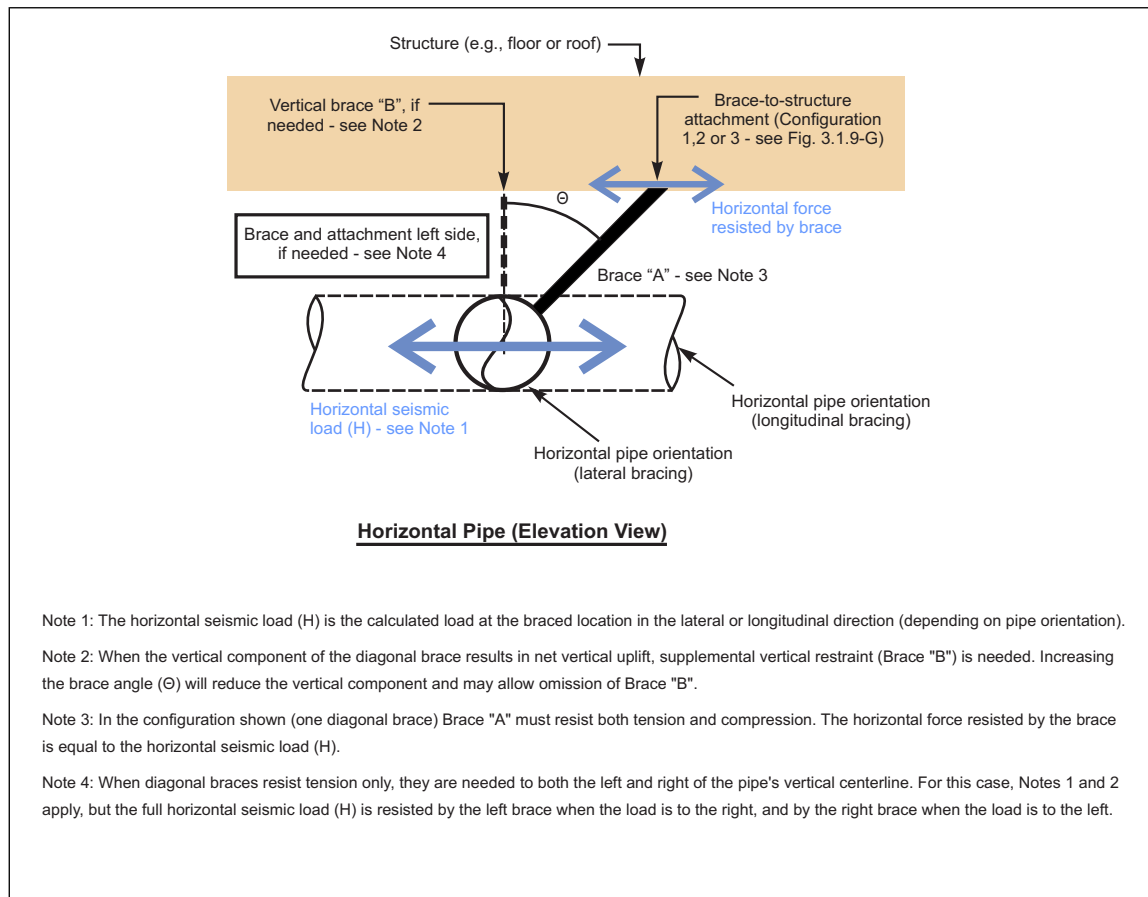 Structure (e.g., floor or roof)
Vertical brace “B”, if
needed - see Note 2
Brace-to-structure
attachment (Configuration
1,2 or 3 - see Fig. 3.1.9-G)
Θ
Horizontal force
resisted by brace
Brace and attachment left side,
if needed - see Note 4
Brace “A” - see Note 3
Horizontal seismic
load (H) - see Note 1
Horizontal pipe orientation
(longitudinal bracing)
Horizontal pipe orientation
(lateral bracing)
Horizontal Pipe (Elevation View)
Note 1: The horizontal seismic load (H) is the calculated load at the braced location in the lateral or longitudinal direction (depending on pipe orientation).
Note 2: When the vertical component of the diagonal brace results in net vertical uplift, supplemental vertical restraint (Brace "B") is needed. Increasing
the brace angle (Θ) will reduce the vertical component and may allow omission of Brace "B".
Note 3: In the configuration shown (one diagonal brace) Brace "A" must resist both tension and compression. The horizontal force resisted by the brace
is equal to the horizontal seismic load (H).
Note 4: When diagonal braces resist tension only, they are needed to both the left and right of the pipe's vertical centerline. For this case, Notes 1 and 2
apply, but the full horizontal seismic load (H) is resisted by the left brace when the load is to the right, and by the right brace when the load is to the left.